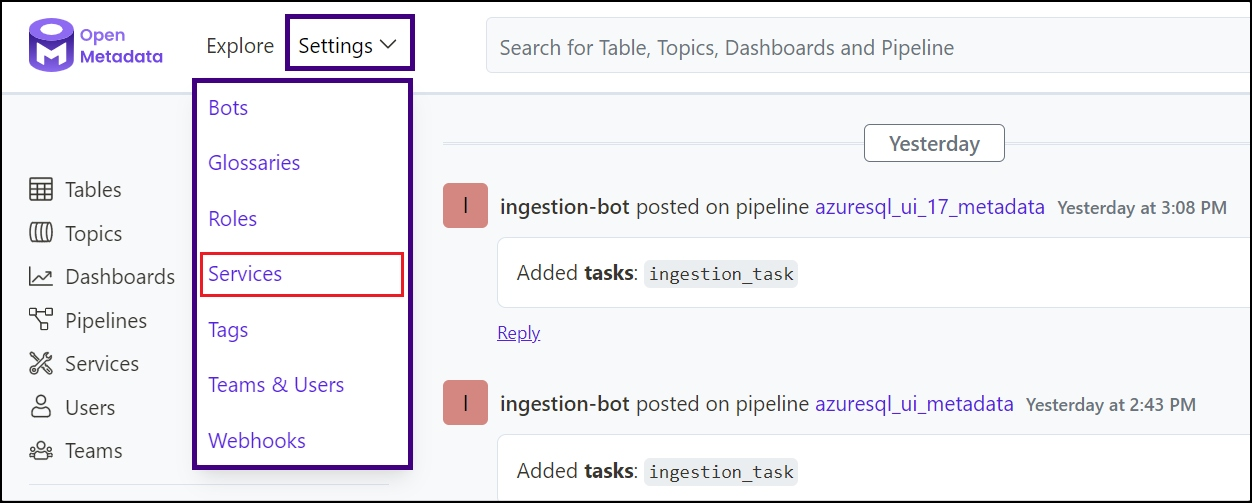 Open
Metadata
Explore
Settings
Search for Table, Topics, Dashboards and Pipeline
Bots
Glossaries
Roles
Services
Tags
Teams & Users
Webhooks
Tables
Topics
Dashboards
Pipelines
Services
Users
Teams
Yesterday
I
ingestion-bot posted on pipeline azuresql_ui_17_metadata Yesterday at 3:08 PM
Added tasks: ingestion_task
Reply
I
ingestion-bot posted on pipeline azuresql_ui_metadata Yesterday at 2:43 PM
Added tasks: ingestion_task